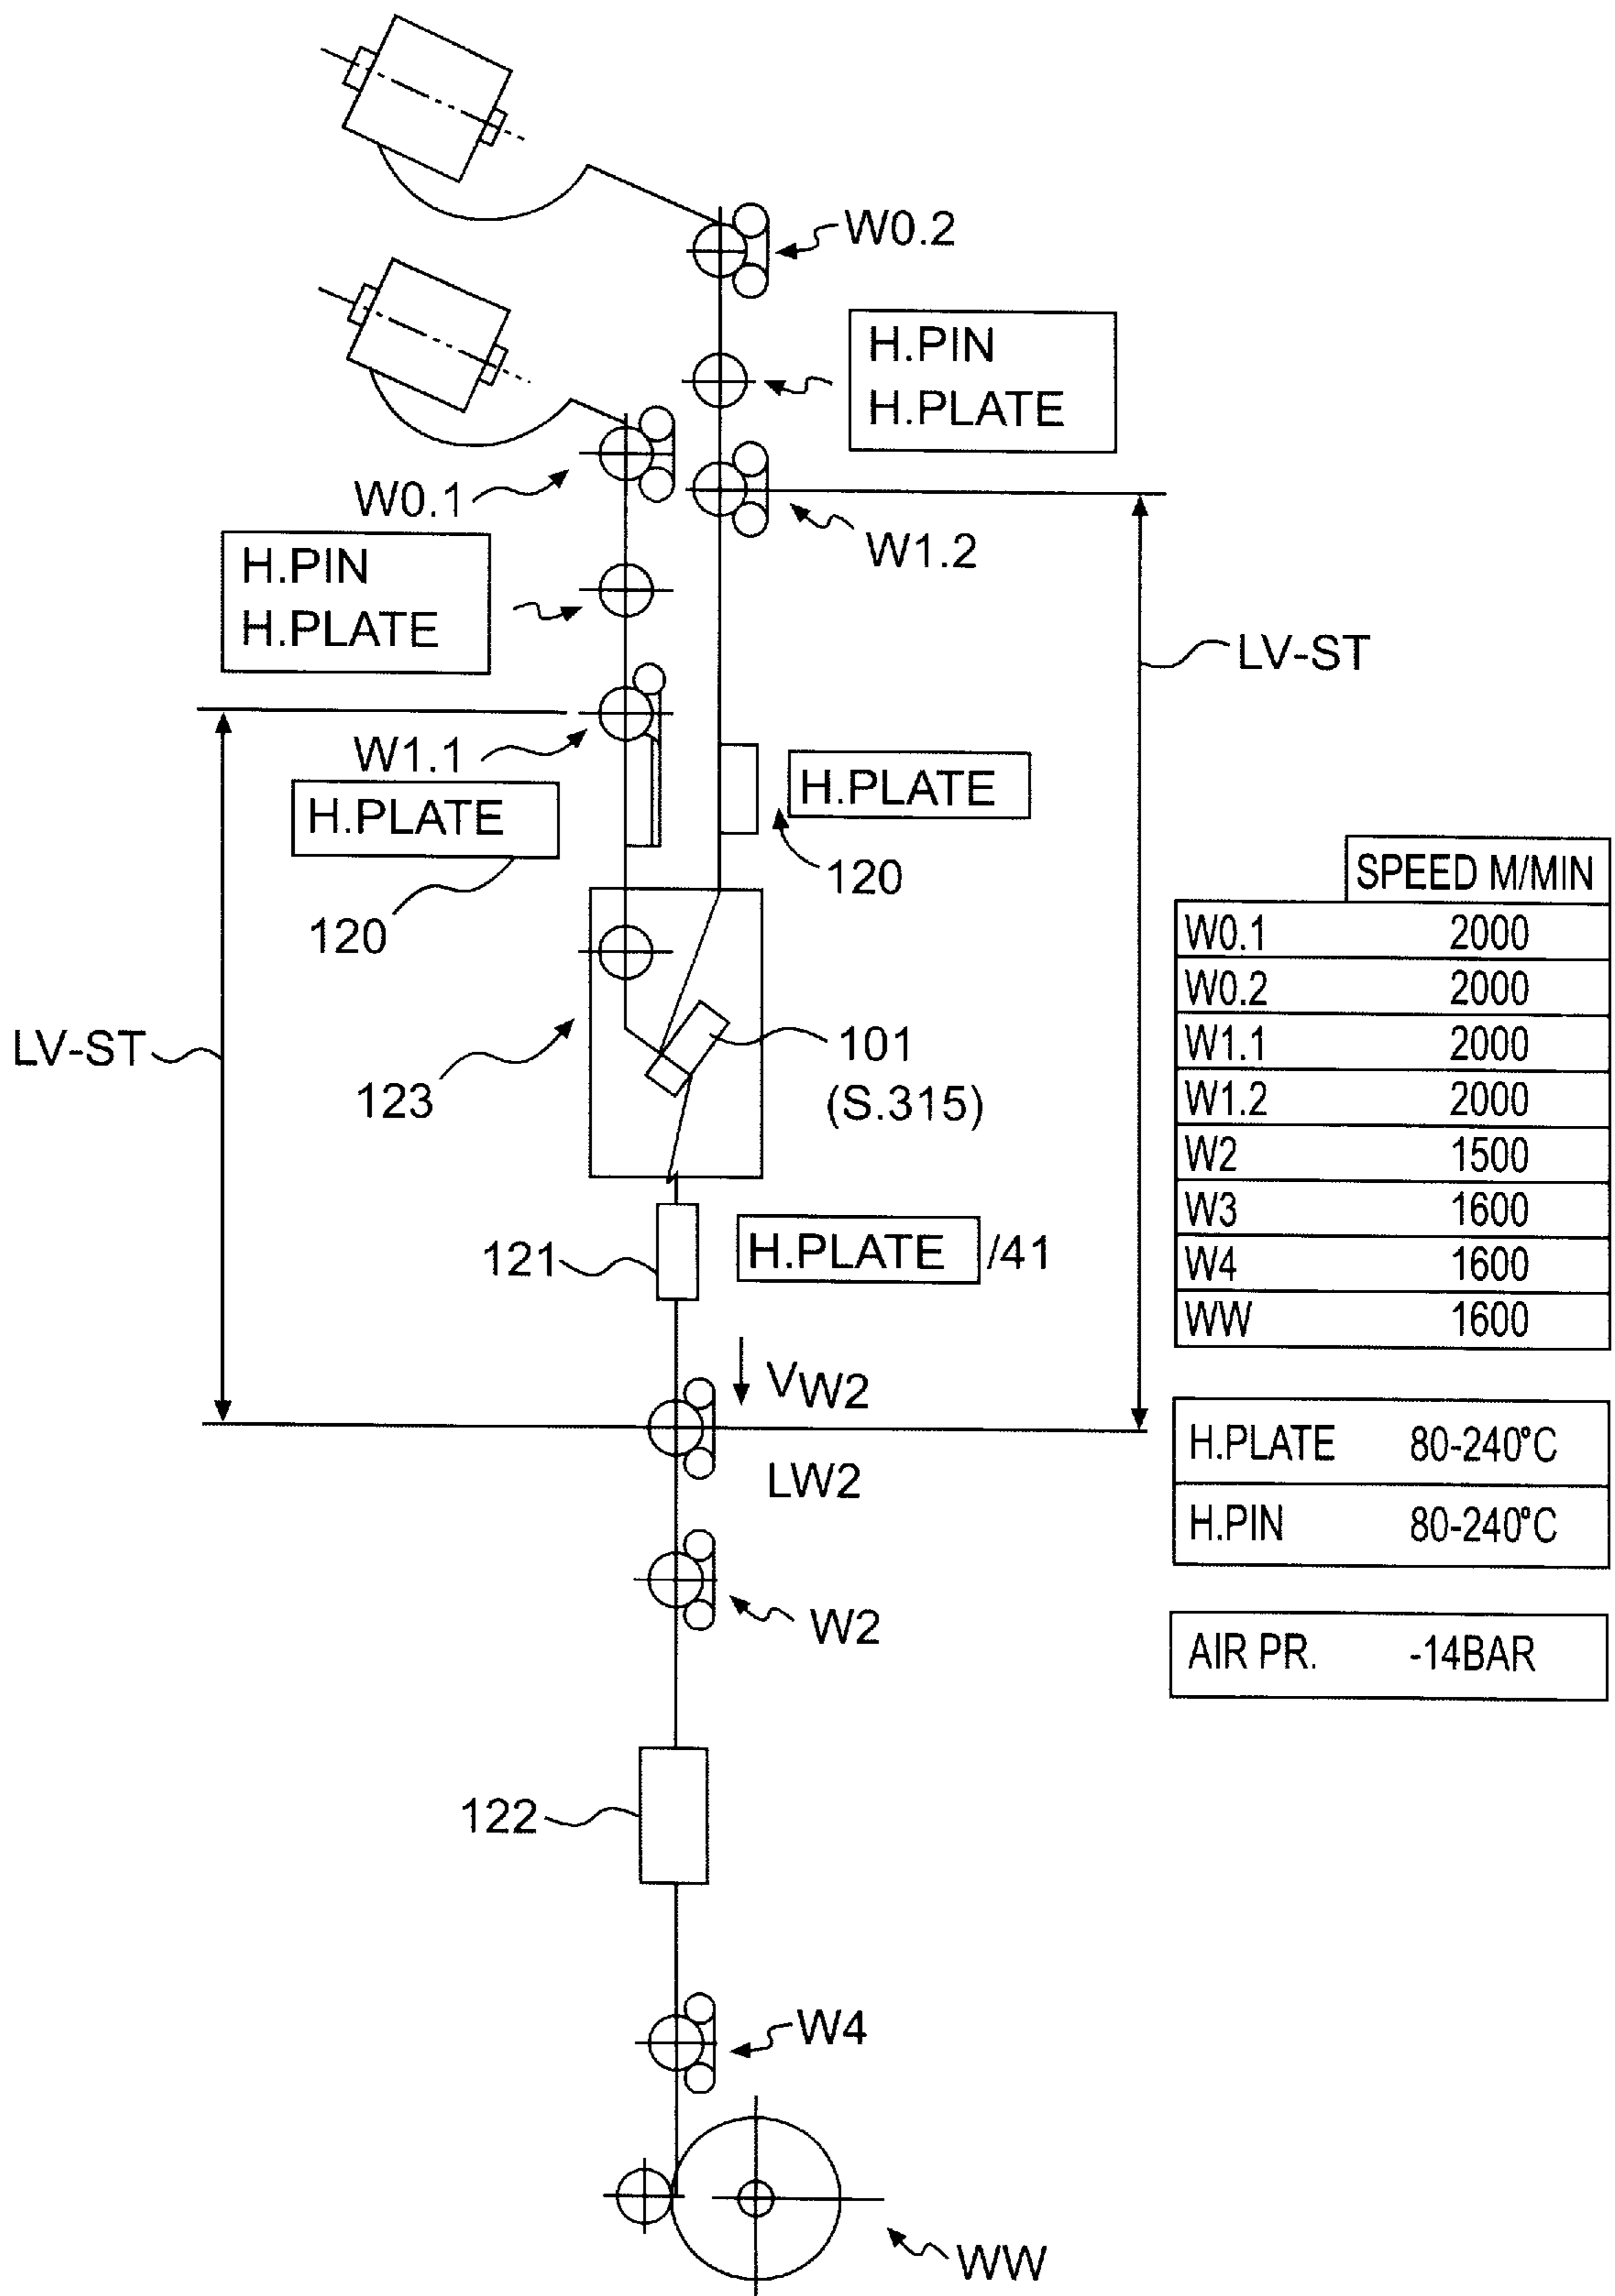 W0.2
H.PIN
H.PLATE
W0.1
W1.2
H.PIN
H.PLATE
LV-ST
W1.1
H.PLATE
H.PLATE
120
120
SPEED M/MIN
W0.1 2000
W0.2 2000
W1.1 2000
W1.2 2000
W2 1500
W3 1600
W4 1600
WW 1600
LV-ST
101
(S.315)
123
121
H.PLATE /41
VW2
LW2
H.PLATE 80-240°C
H.PIN 80-240°C
W2
AIR PR. -14BAR
122
W4
WW